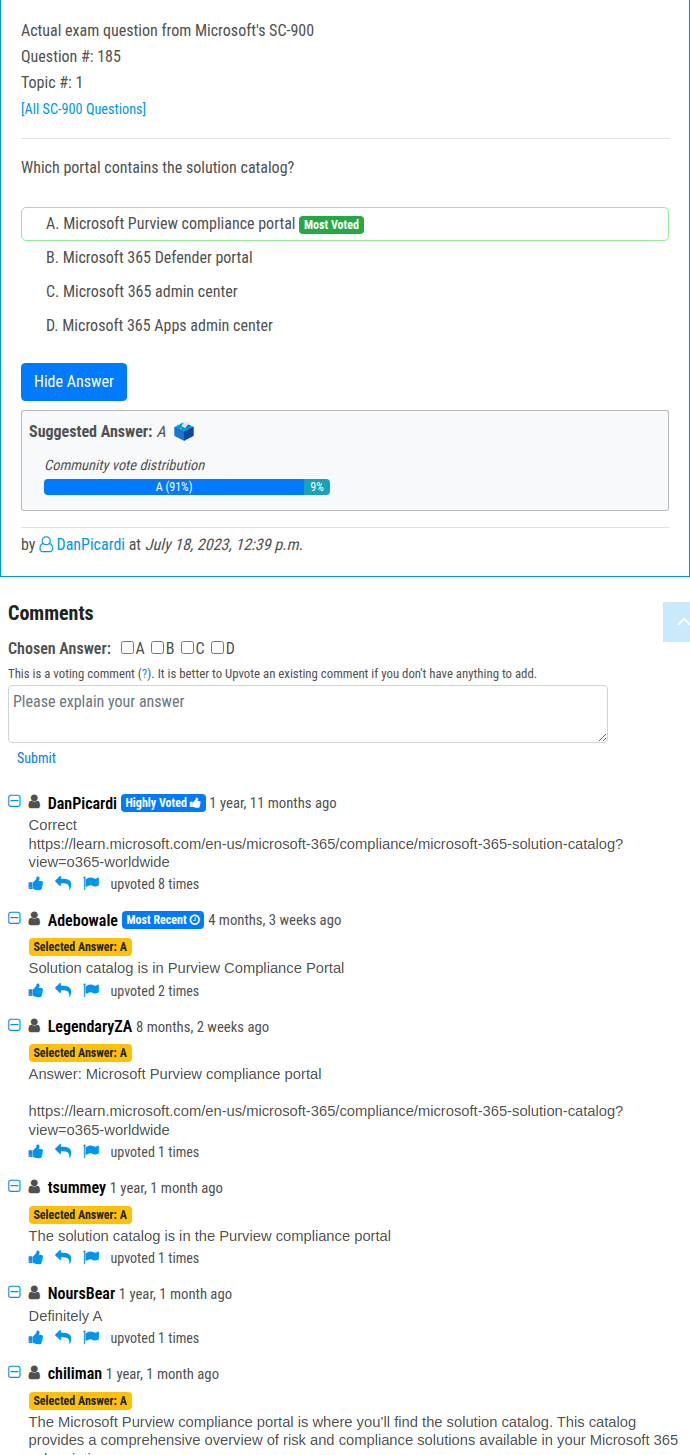 Actual exam question from Microsoft's SC-900
Question #: 185
Topic #: 1
[All SC-900 Questions]
Which portal contains the solution catalog?
A. Microsoft Purview compliance portal Most Voted
B. Microsoft 365 Defender portal
C. Microsoft 365 admin center
D. Microsoft 365 Apps admin center
Hide Answer
Suggested Answer: A
Community vote distribution
A (91%) 9%
by DanPicardi at July 18, 2023, 12:39 p.m.
Comments
Chosen Answer: A B C D
This is a voting comment (?). It is better to Upvote an existing comment if you don't have anything to add.
Please explain your answer
Submit
DanPicardi Highly Voted 1 year, 11 months ago
Correct
https://learn.microsoft.com/en-us/microsoft-365/compliance/microsoft-365-solution-catalog?
view=o365-worldwide
upvoted 8 times
Adebowale Most Recent 4 months, 3 weeks ago
Selected Answer: A
Solution catalog is in Purview Compliance Portal
upvoted 2 times
LegendaryZA 8 months, 2 weeks ago
Selected Answer: A
Answer: Microsoft Purview compliance portal
https://learn.microsoft.com/en-us/microsoft-365/compliance/microsoft-365-solution-catalog?
view=o365-worldwide
upvoted 1 times
tsummey 1 year, 1 month ago
Selected Answer: A
The solution catalog is in the Purview compliance portal
upvoted 1 times
NoursBear 1 year, 1 month ago
Definitely A
upvoted 1 times
chiliman 1 year, 1 month ago
Selected Answer: A
The Microsoft Purview compliance portal is where you’ll find the solution catalog. This catalog
provides a comprehensive overview of risk and compliance solutions available in your Microsoft 365